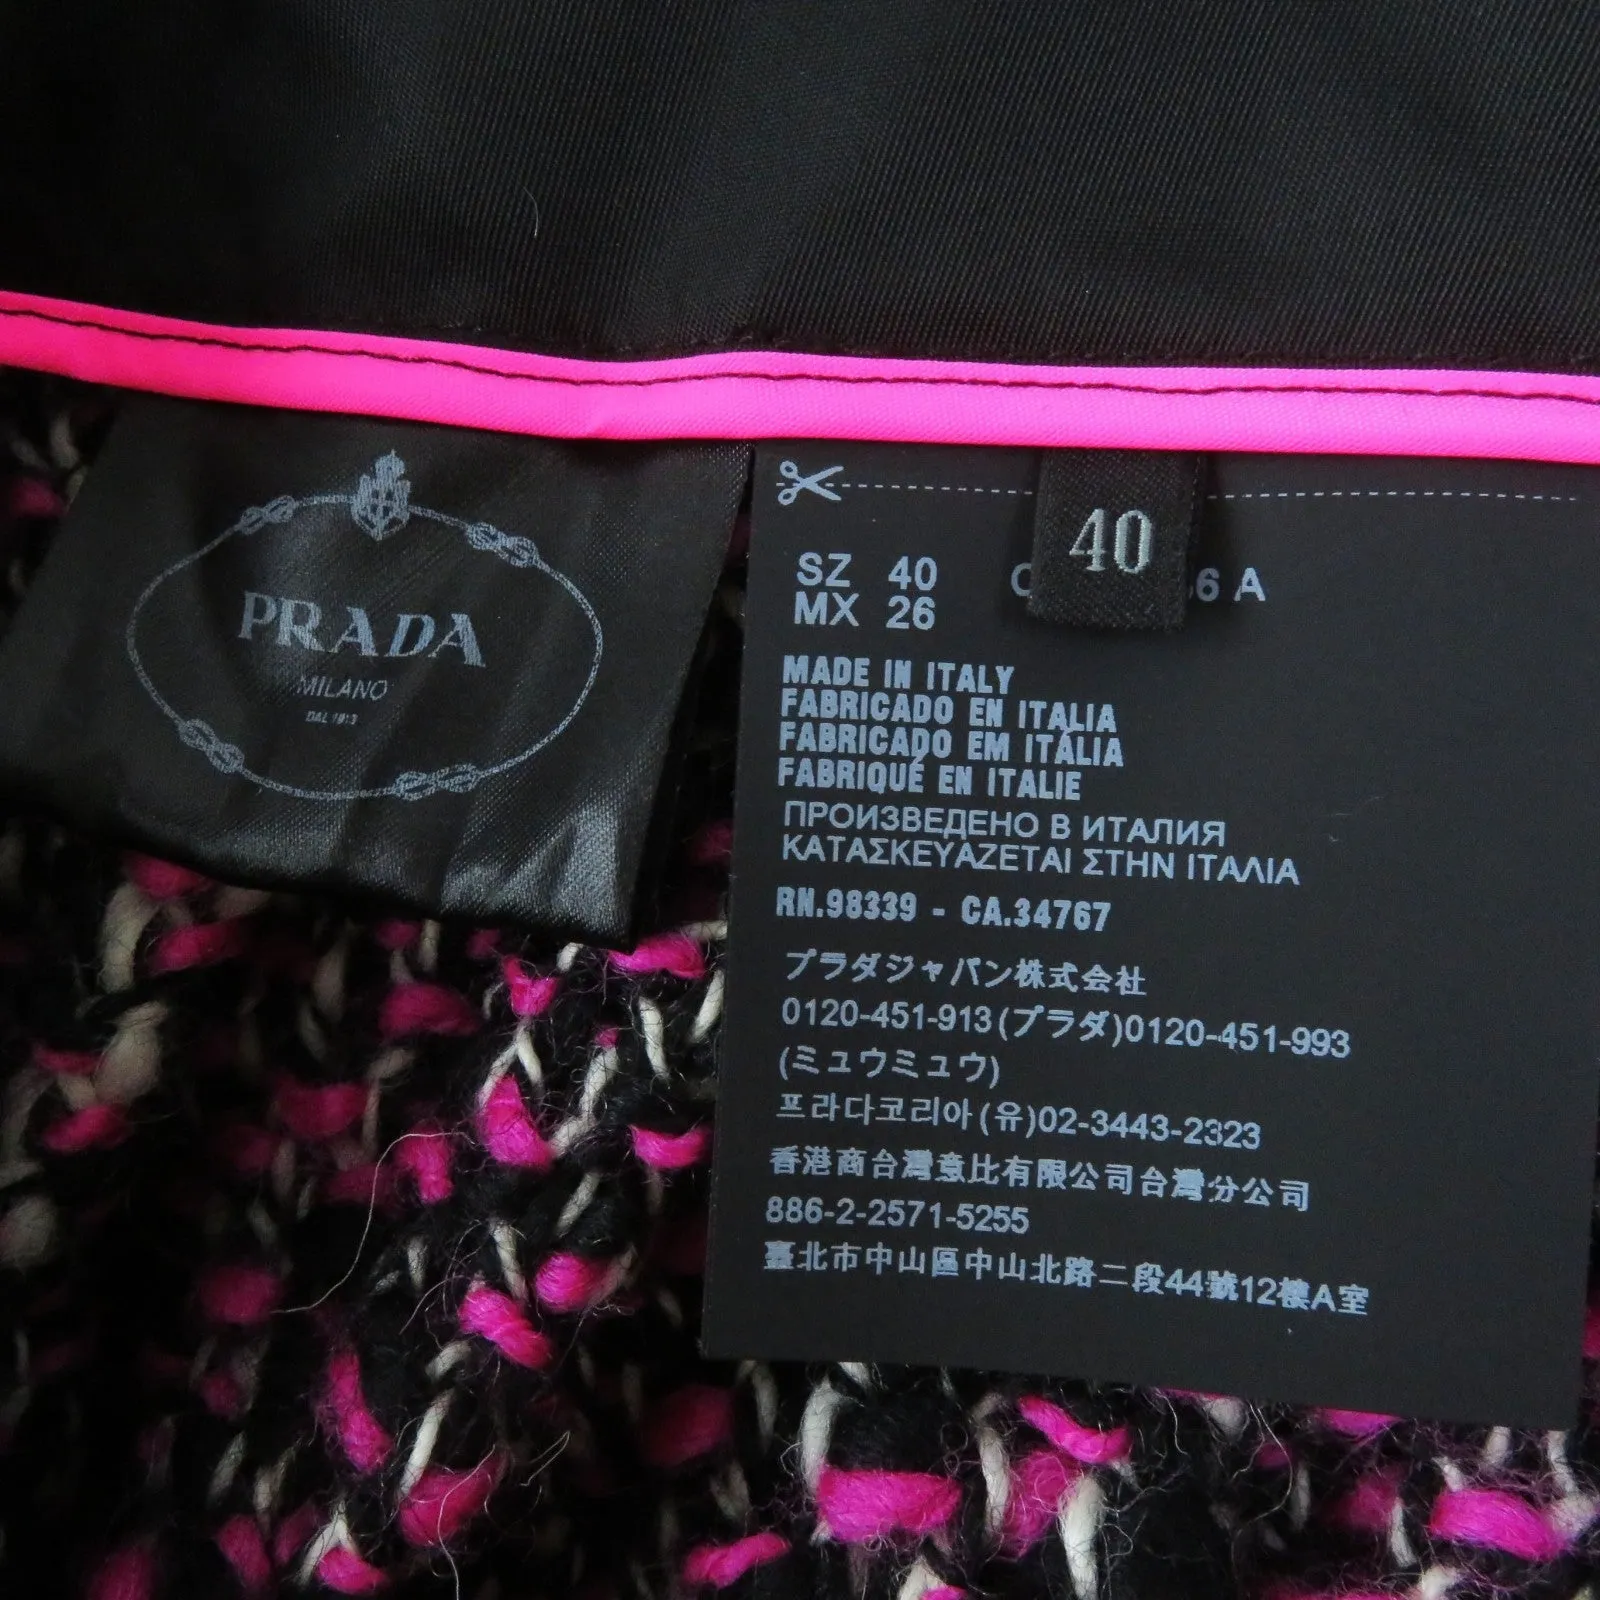 PRADA
MILANO
DAL 1913
40
SZ 40
6 A
MX 26
MADE IN ITALY
FABRICADO EN ITALIA
FABRICADO EM ITÁLIA
FABRIQUÉ EN ITALIE
ПРОИЗВЕДЕНО В ИТАЛИЯ
ΚΑΤΑΣΚΕΥΑΖΕΤΑΙ ΣΤΗΝ ΙΤΑΛΙΑ
RN.98339 - CA.34767
プラダジャパン株式会社
0120-451-913(プラダ)0120-451-993
(ミュウミュウ)
프라다코리아(유)02-3443-2323
香港商台灣意比有限公司台灣分公司
886-2-2571-5255
臺北市中山區中山北路二段44號12樓A室